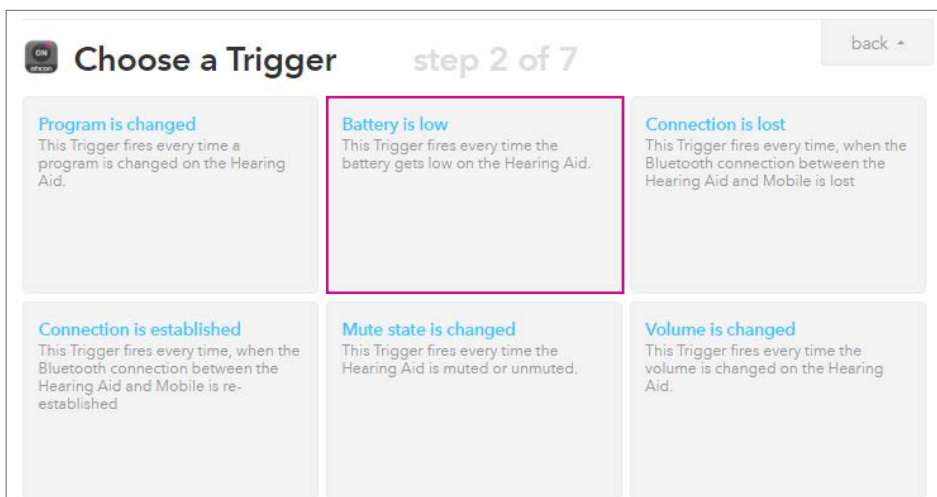 ON
oticon
Choose a Trigger
step 2 of 7
back
Program is changed
This Trigger fires every time a
program is changed on the Hearing
Aid.
Battery is low
This Trigger fires every time the
battery gets low on the Hearing Aid.
Connection is lost
This Trigger fires every time, when the
Bluetooth connection between the
Hearing Aid and Mobile is lost
Connection is established
This Trigger fires every time, when the
Bluetooth connection between the
Hearing Aid and Mobile is re-
established
Mute state is changed
This Trigger fires every time the
Hearing Aid is muted or unmuted.
Volume is changed
This Trigger fires every time the
volume is changed on the Hearing
Aid.